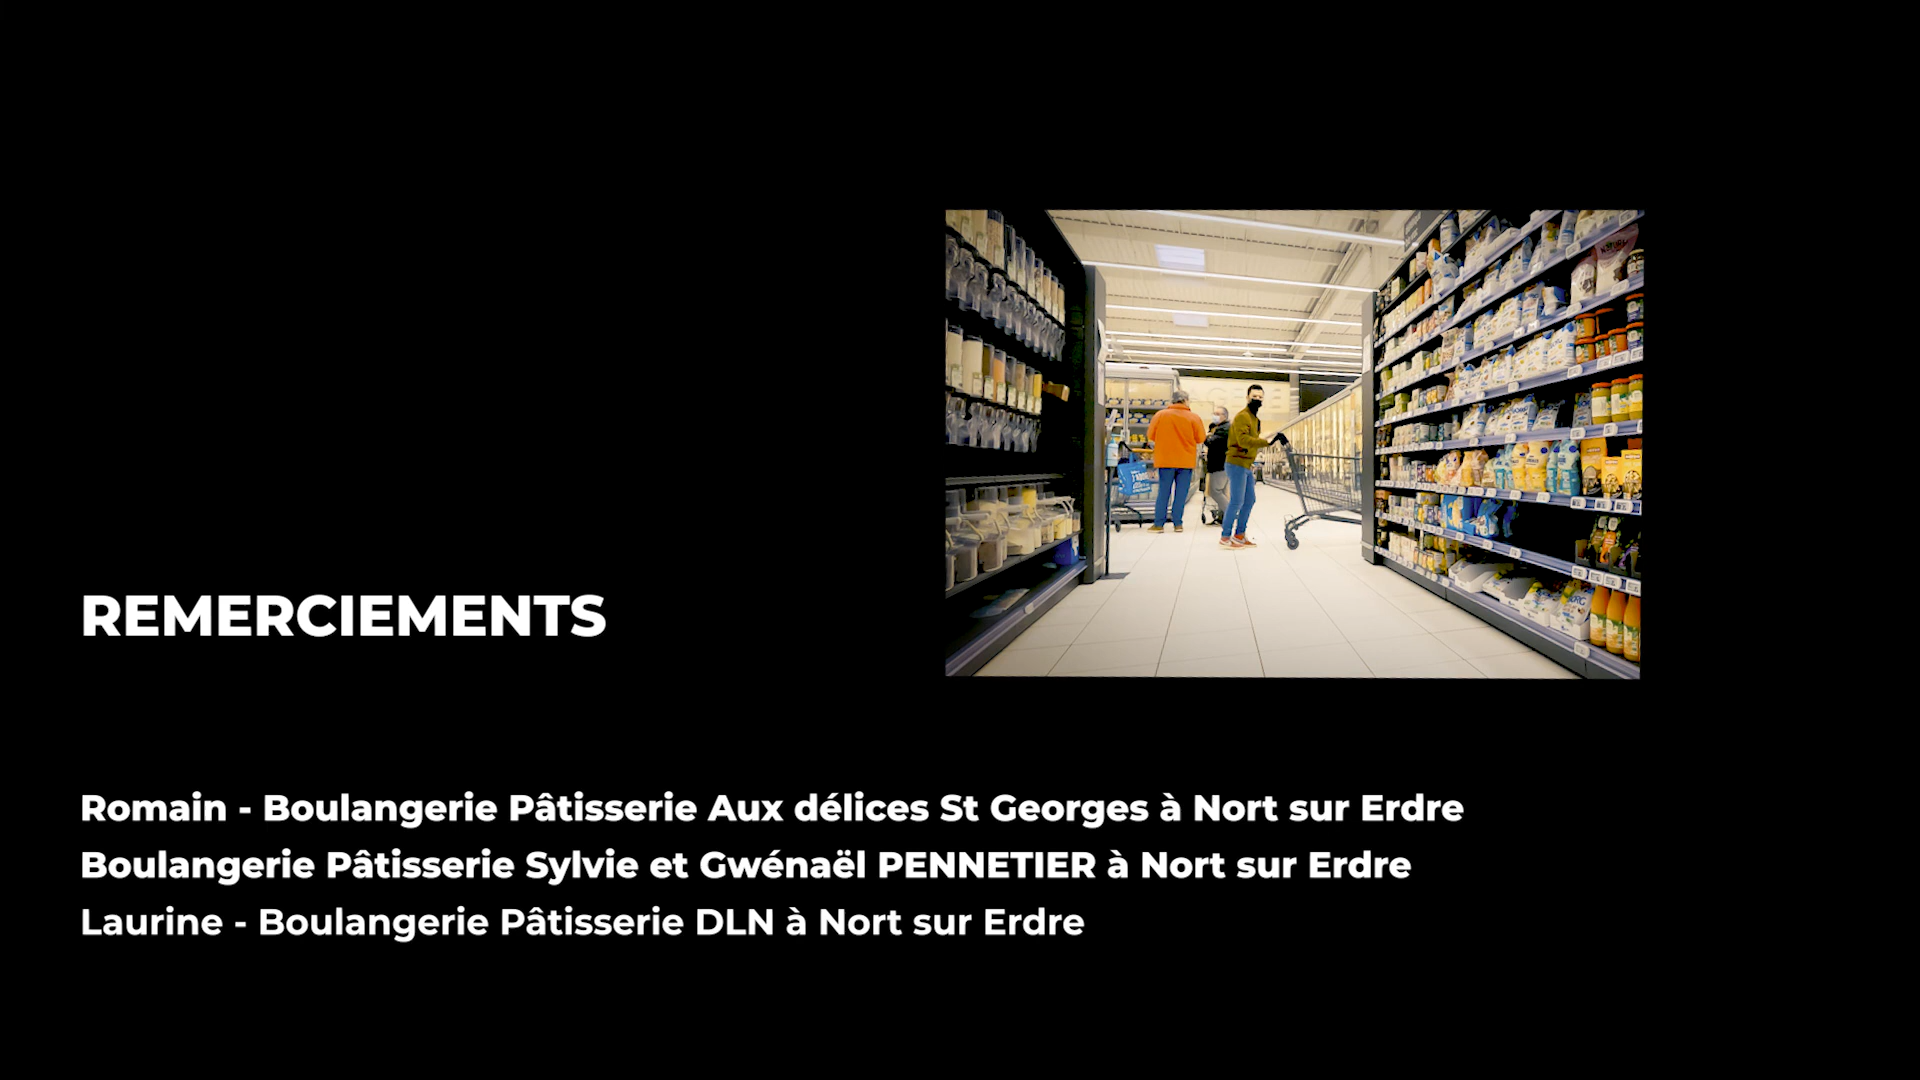 REMERCIEMENTS
Romain - Boulangerie Pâtisserie Aux délices St Georges à Nort sur Erdre
Boulangerie Pâtisserie Sylvie et Gwénaël PENNETIER à Nort sur Erdre
Laurine - Boulangerie Pâtisserie DLN à Nort sur Erdre